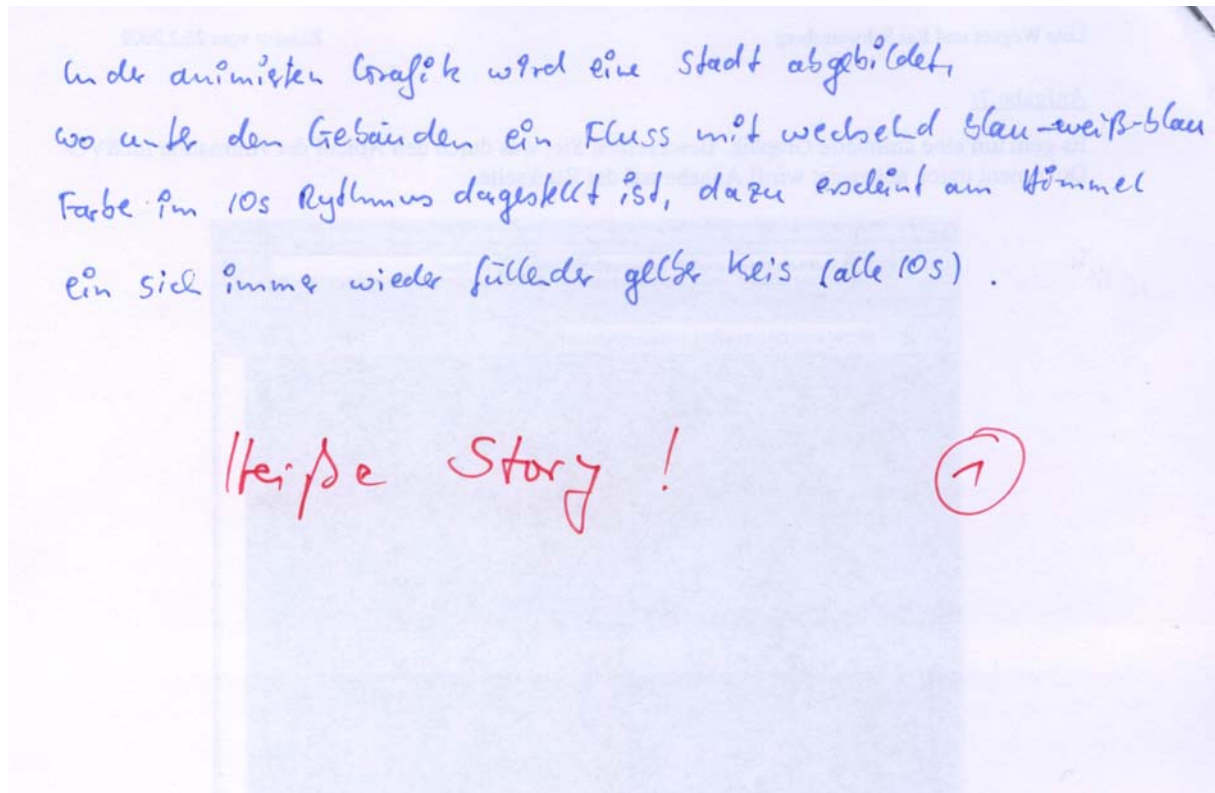 In der animierten Grafik wird eine Stadt abgebildet,
wo unter den Gebäuden ein Fluss mit wechselnd blau-weiß-blau
Farbe im 10s Rythmus dargestellt ist, dazu erscheint am Himmel
ein sich immer wieder füllender gelber Keis (alle 10s).
Heiße Story! 1